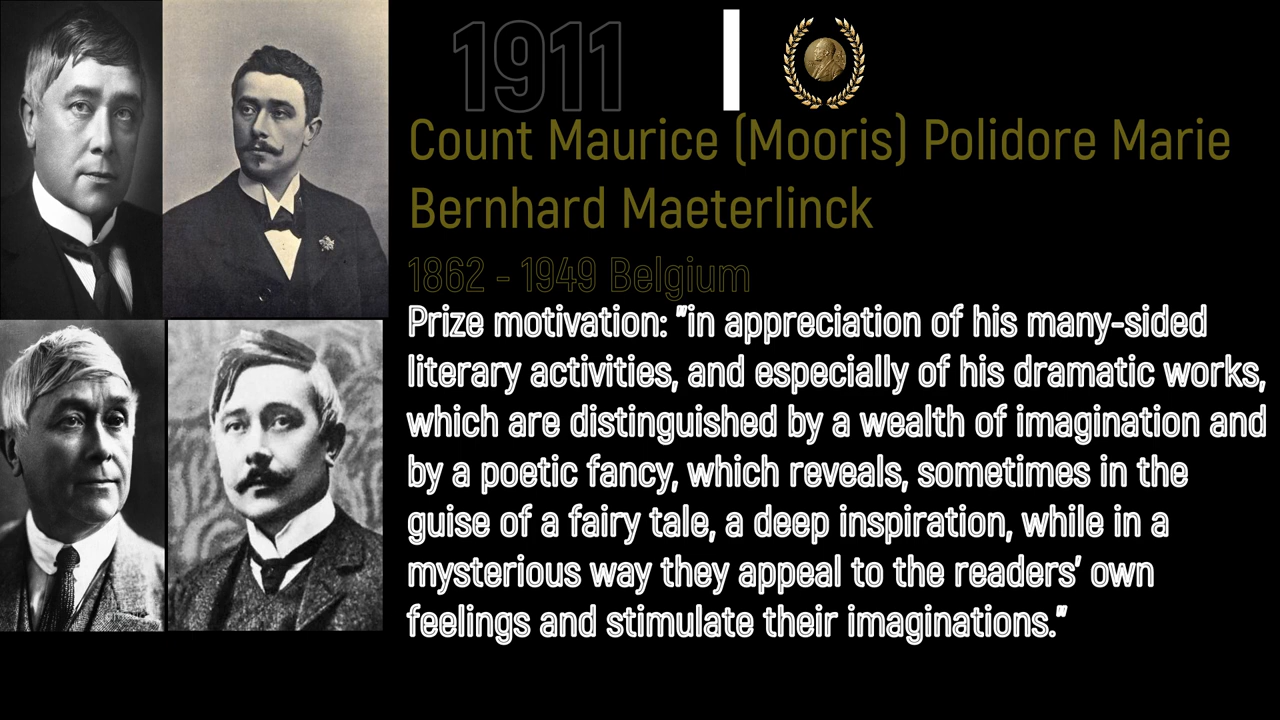 1911
Count Maurice (Mooris) Polidore Marie
Bernhard Maeterlinck
1862 - 1949 Belgium
Prize motivation: "in appreciation of his many-sided
literary activities, and especially of his dramatic works,
which are distinguished by a wealth of imagination and
by a poetic fancy, which reveals, sometimes in the
guise of a fairy tale, a deep inspiration, while in a
mysterious way they appeal to the readers' own
feelings and stimulate their imaginations."